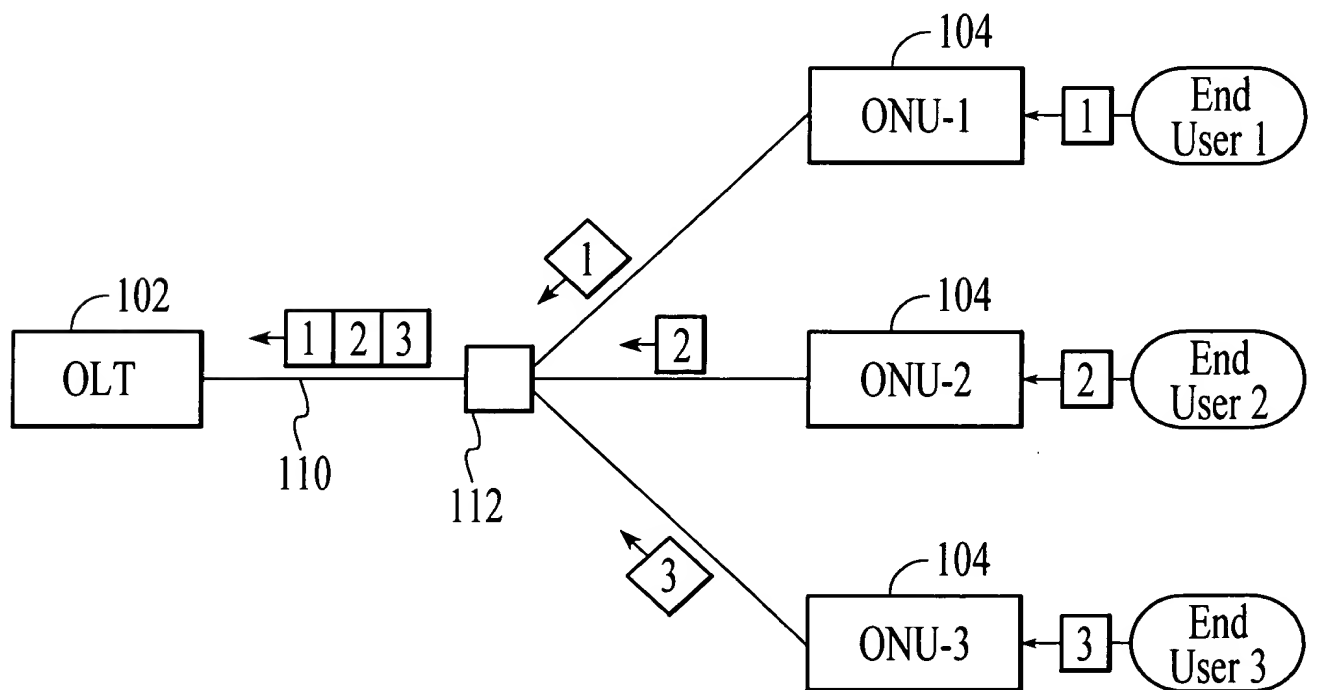 104
ONU-1
1
End
User 1
1
102
OLT
1 2 3
110
112
2
104
ONU-2
2
End
User 2
3
104
ONU-3
3
End
User 3